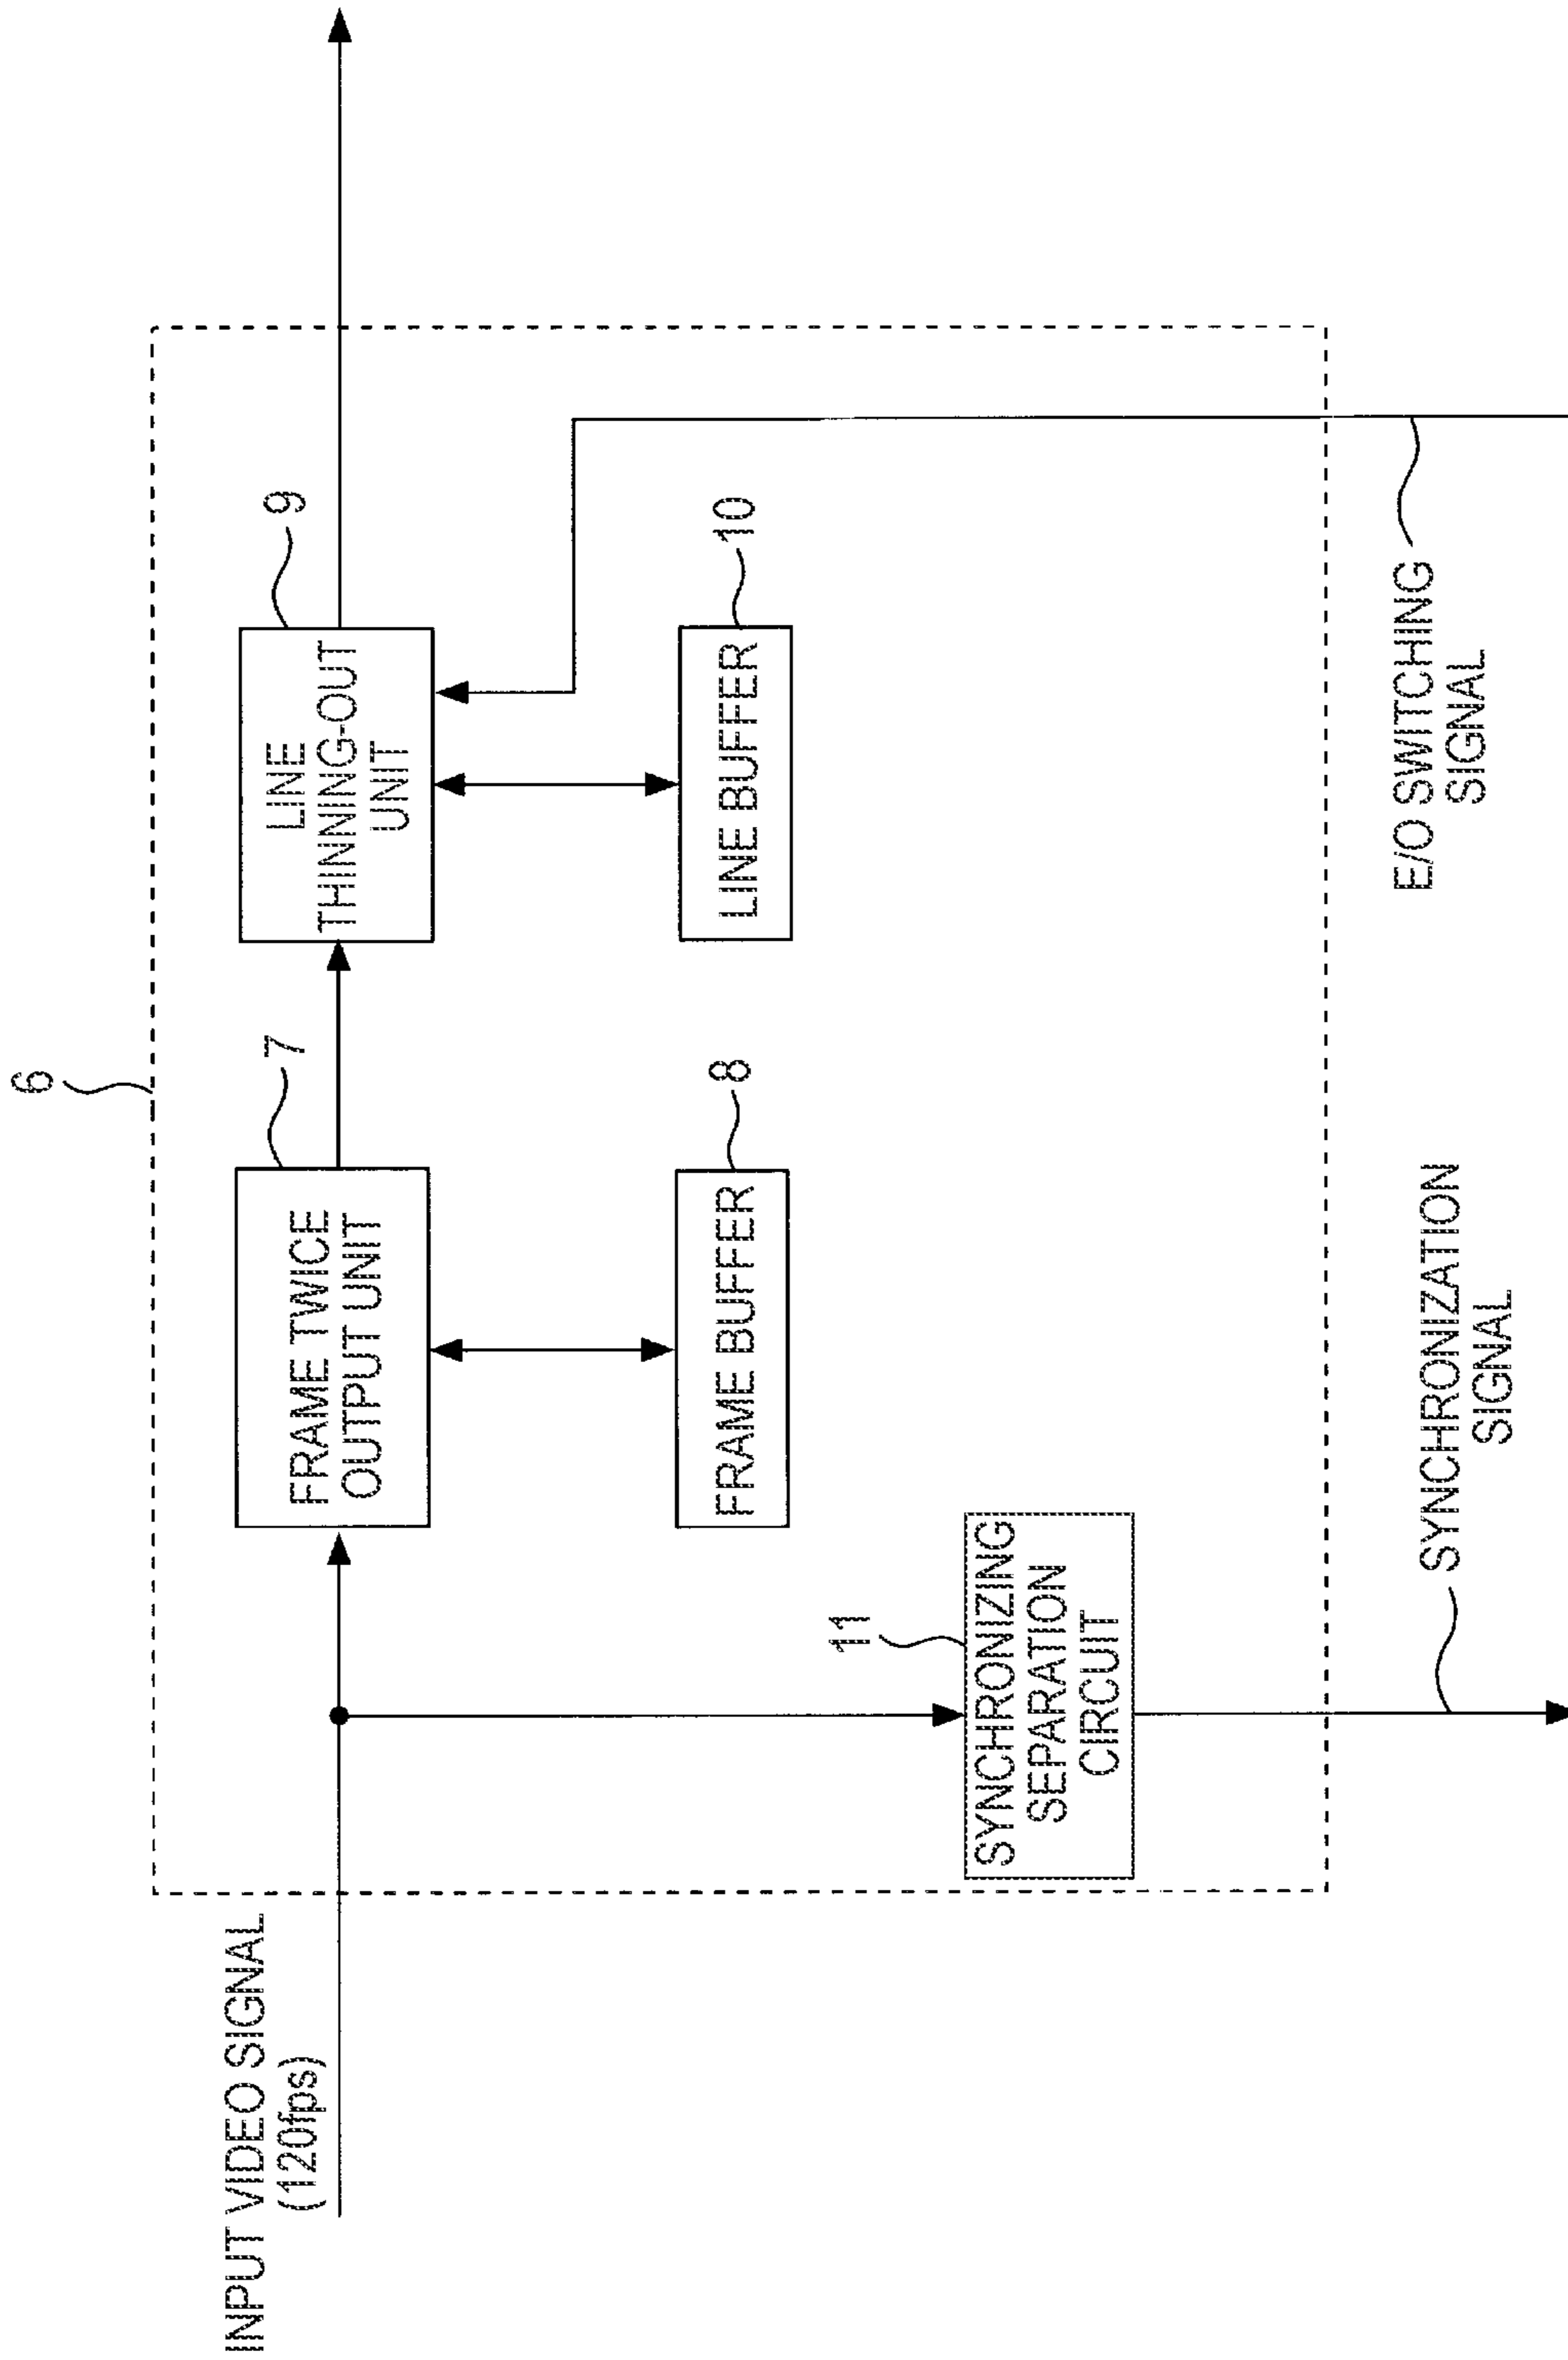 6
INPUT VIDEO SIGNAL
(120fps)
7
FRAME TWICE
OUTPUT UNIT
9
LINE
THINNING-OUT
UNIT
8
FRAME BUFFER
10
LINE BUFFER
11
SYNCHRONIZING
SEPARATION
CIRCUIT
SYNCHRONIZATION
SIGNAL
E/O SWITCHING
SIGNAL